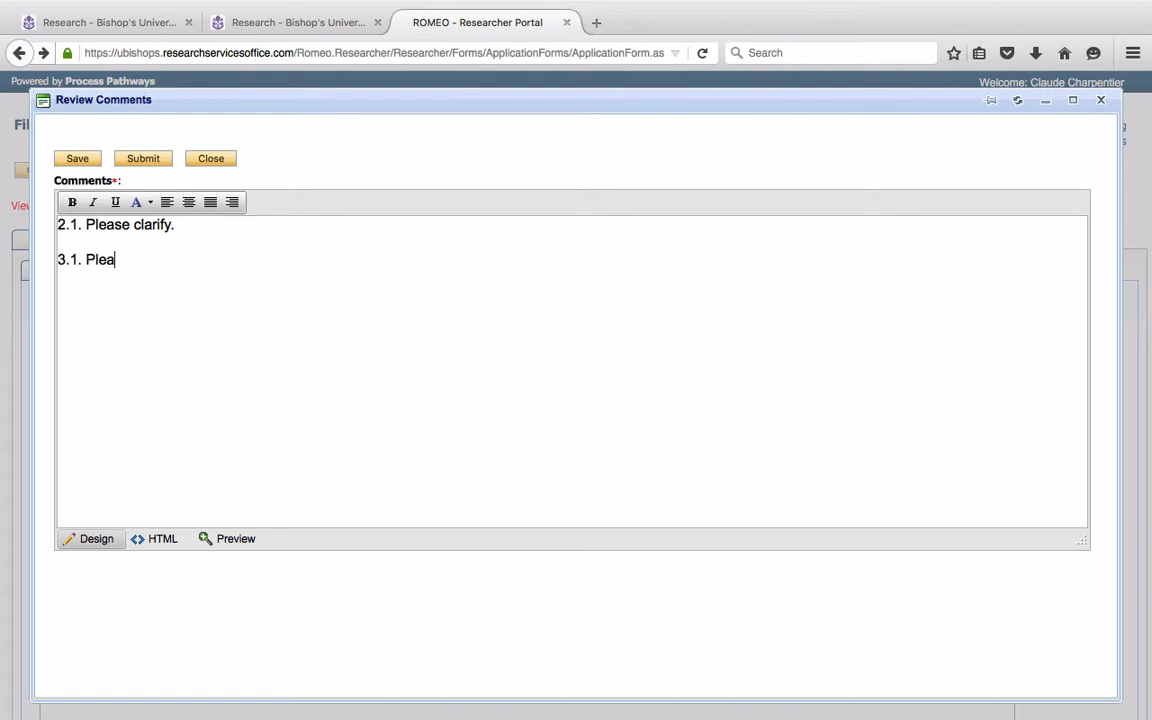 Research - Bishop's Univer...
Research - Bishop's Univer...
ROMEO - Researcher Portal
https://ubishops.researchservicesoffice.com/Romeo.Researcher/Researcher/Forms/ApplicationForms/ApplicationForm.as
Search
Powered by Process Pathways
Welcome: Claude Charpentier
Review Comments
Save Submit Close
Comments*:
B I U A
2.1. Please clarify.
3.1. Plea
Design HTML Preview